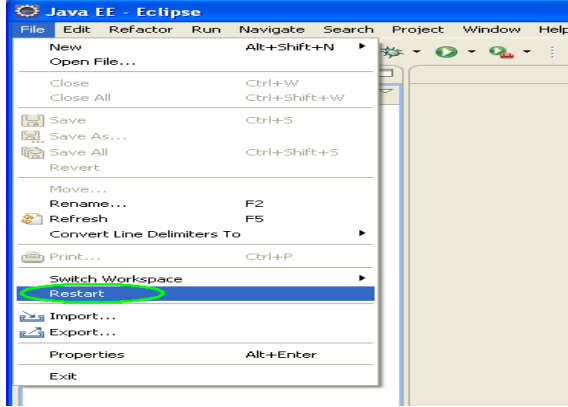 Java EE - Eclipse
File Edit Refactor Run Navigate Search Project Window Help
New Alt+Shift+N
Open File...
Close Ctrl+W
Close All Ctrl+Shift+W
Save Ctrl+S
Save As...
Save All Ctrl+Shift+S
Revert
Move...
Rename... F2
Refresh F5
Convert Line Delimiters To
Print... Ctrl+P
Switch Workspace
Restart
Import...
Export...
Properties Alt+Enter
Exit